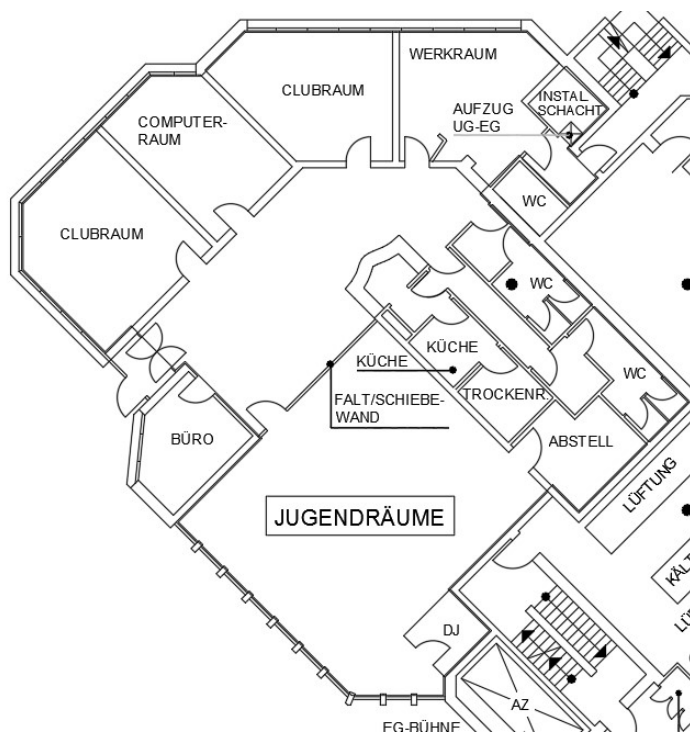 WERKRAUM
CLUBRAUM
INSTAL.
SCHACHT
AUFZUG
UG-EG
COMPUTER-
RAUM
WC
CLUBRAUM
WC
KÜCHE
KÜCHE
WC
TROCKENR.
FALT/SCHIEBE-
WAND
BÜRO
ABSTELL
LÜFTUNG
JUGENDRÄUME
DJ
AZ
EG-BÜHNE